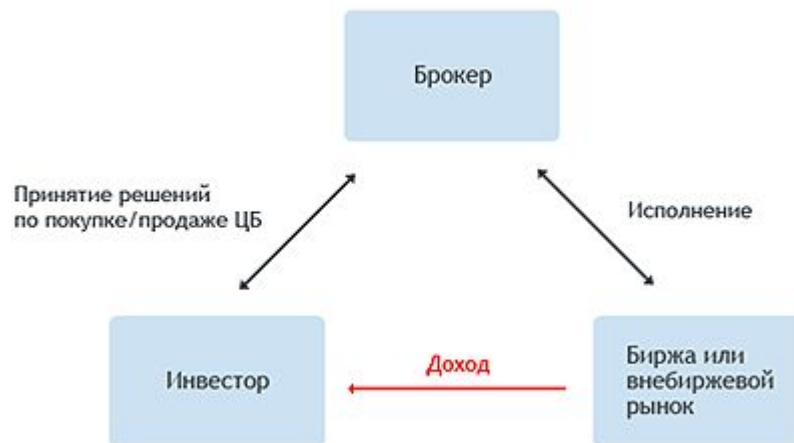 Брокер
Принятие решений
по покупке/продаже ЦБ
Исполнение
Инвестор
Доход
Биржа или
внебиржевой
рынок